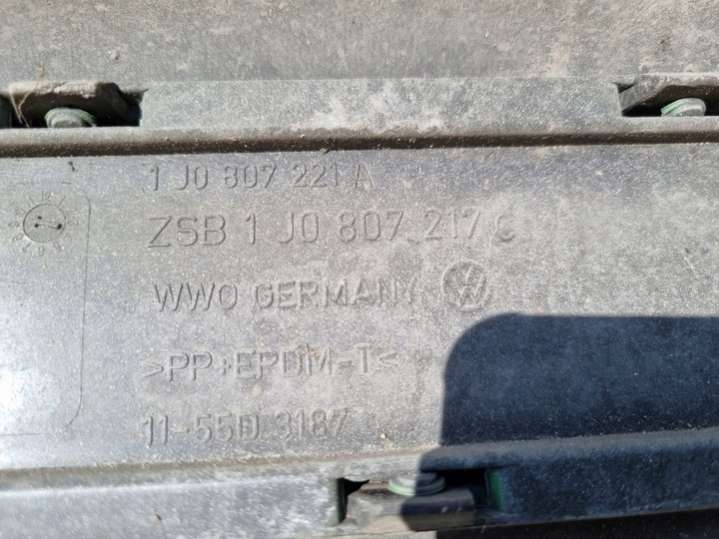 1 J0 807 221 A
ZSB 1 J0 807 217 C
WWO GERMANY
>PP+EPDM-T<
11-55D 3187